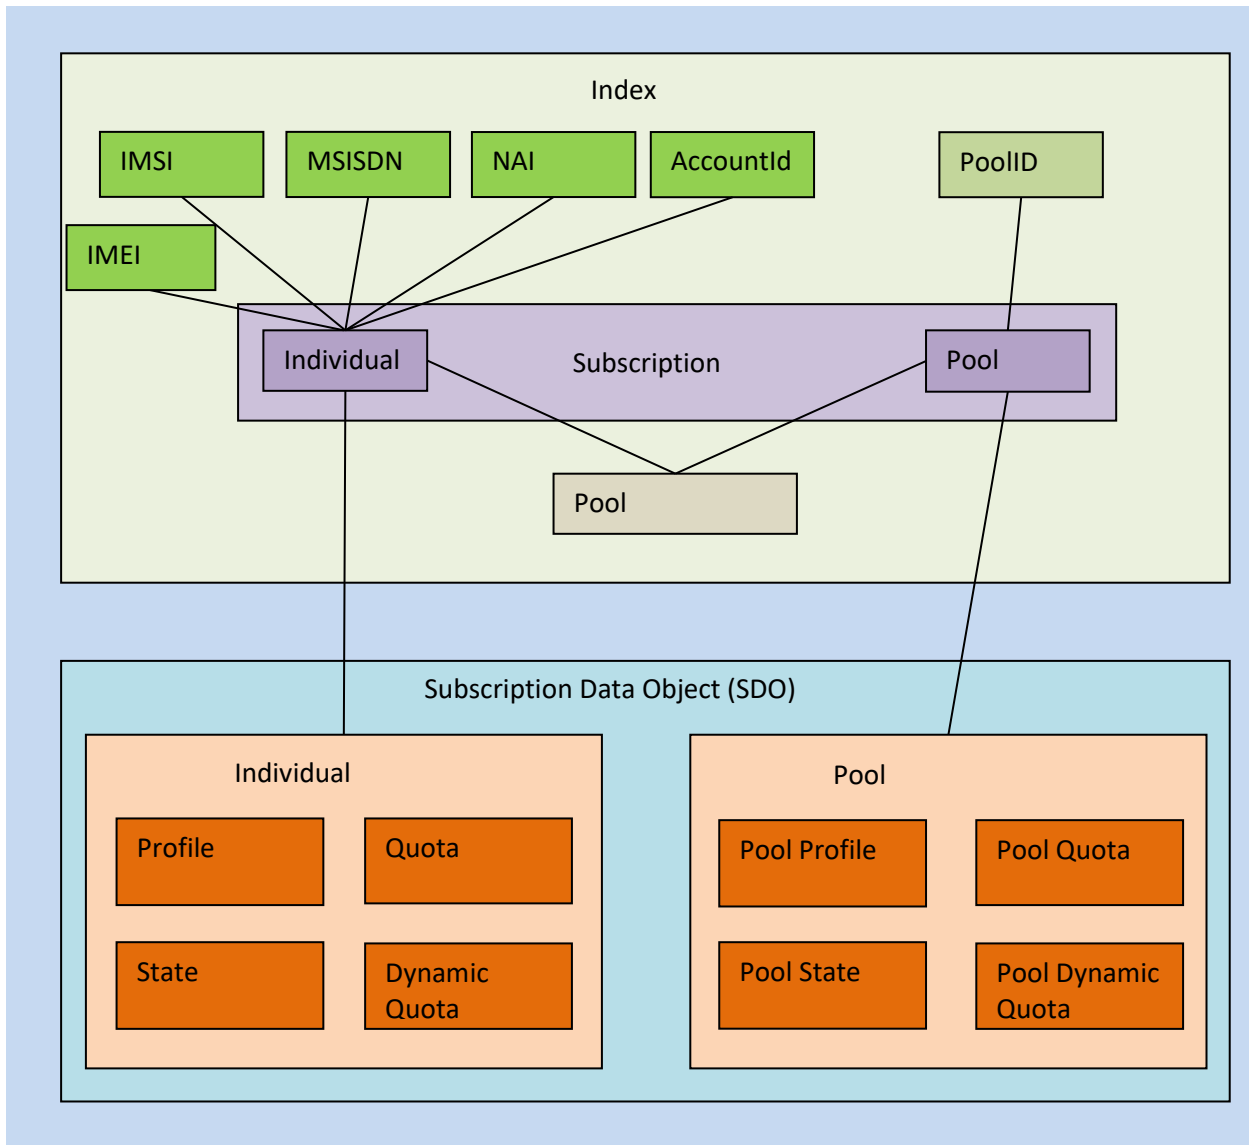 Index
IMSI
MSISDN
NAI
AccountId
PoolID
IMEI
Individual
Subscription
Pool
Pool
Subscription Data Object (SDO)
Individual
Profile
Quota
State
Dynamic
Quota
Pool
Pool Profile
Pool Quota
Pool State
Pool Dynamic
Quota